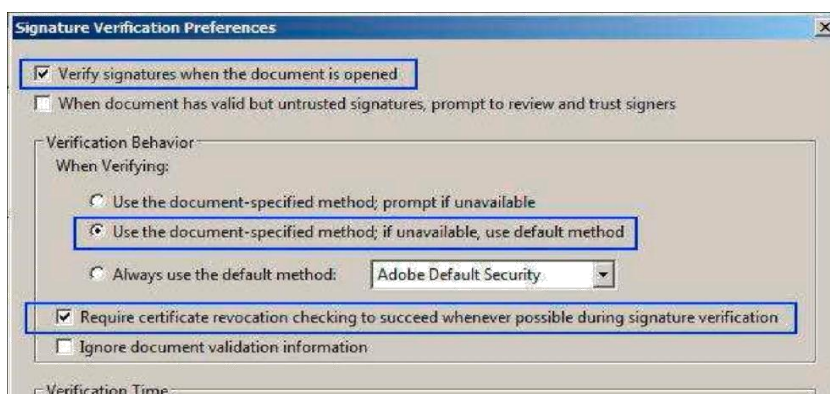 Signature Verification Preferences
Verify signatures when the document is opened
When document has valid but untrusted signatures, prompt to review and trust signers
Verification Behavior
When Verifying:
Use the document-specified method; prompt if unavailable
Use the document-specified method; if unavailable, use default method
Always use the default method: Adobe Default Security
Require certificate revocation checking to succeed whenever possible during signature verification
Ignore document validation information
Verification Time